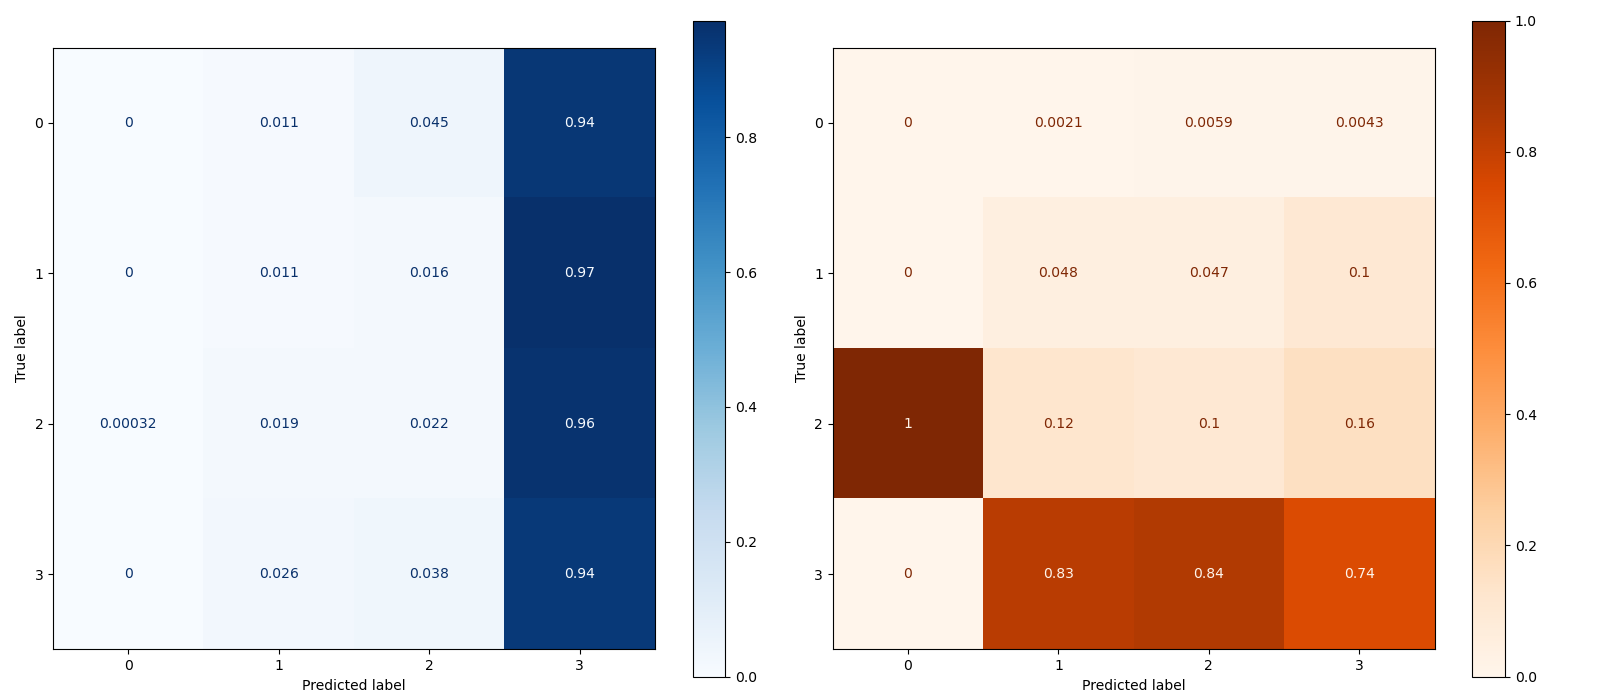 0 0 0.011 0.045 0.94
1 0 0.011 0.016 0.97
2 0.00032 0.019 0.022 0.96
3 0 0.026 0.038 0.94
0 1 2 3
True label
Predicted label
0.8
0.6
0.4
0.2
0.0
0 0 0.0021 0.0059 0.0043
1 0 0.048 0.047 0.1
2 1 0.12 0.1 0.16
3 0 0.83 0.84 0.74
0 1 2 3
True label
Predicted label
1.0
0.8
0.6
0.4
0.2
0.0